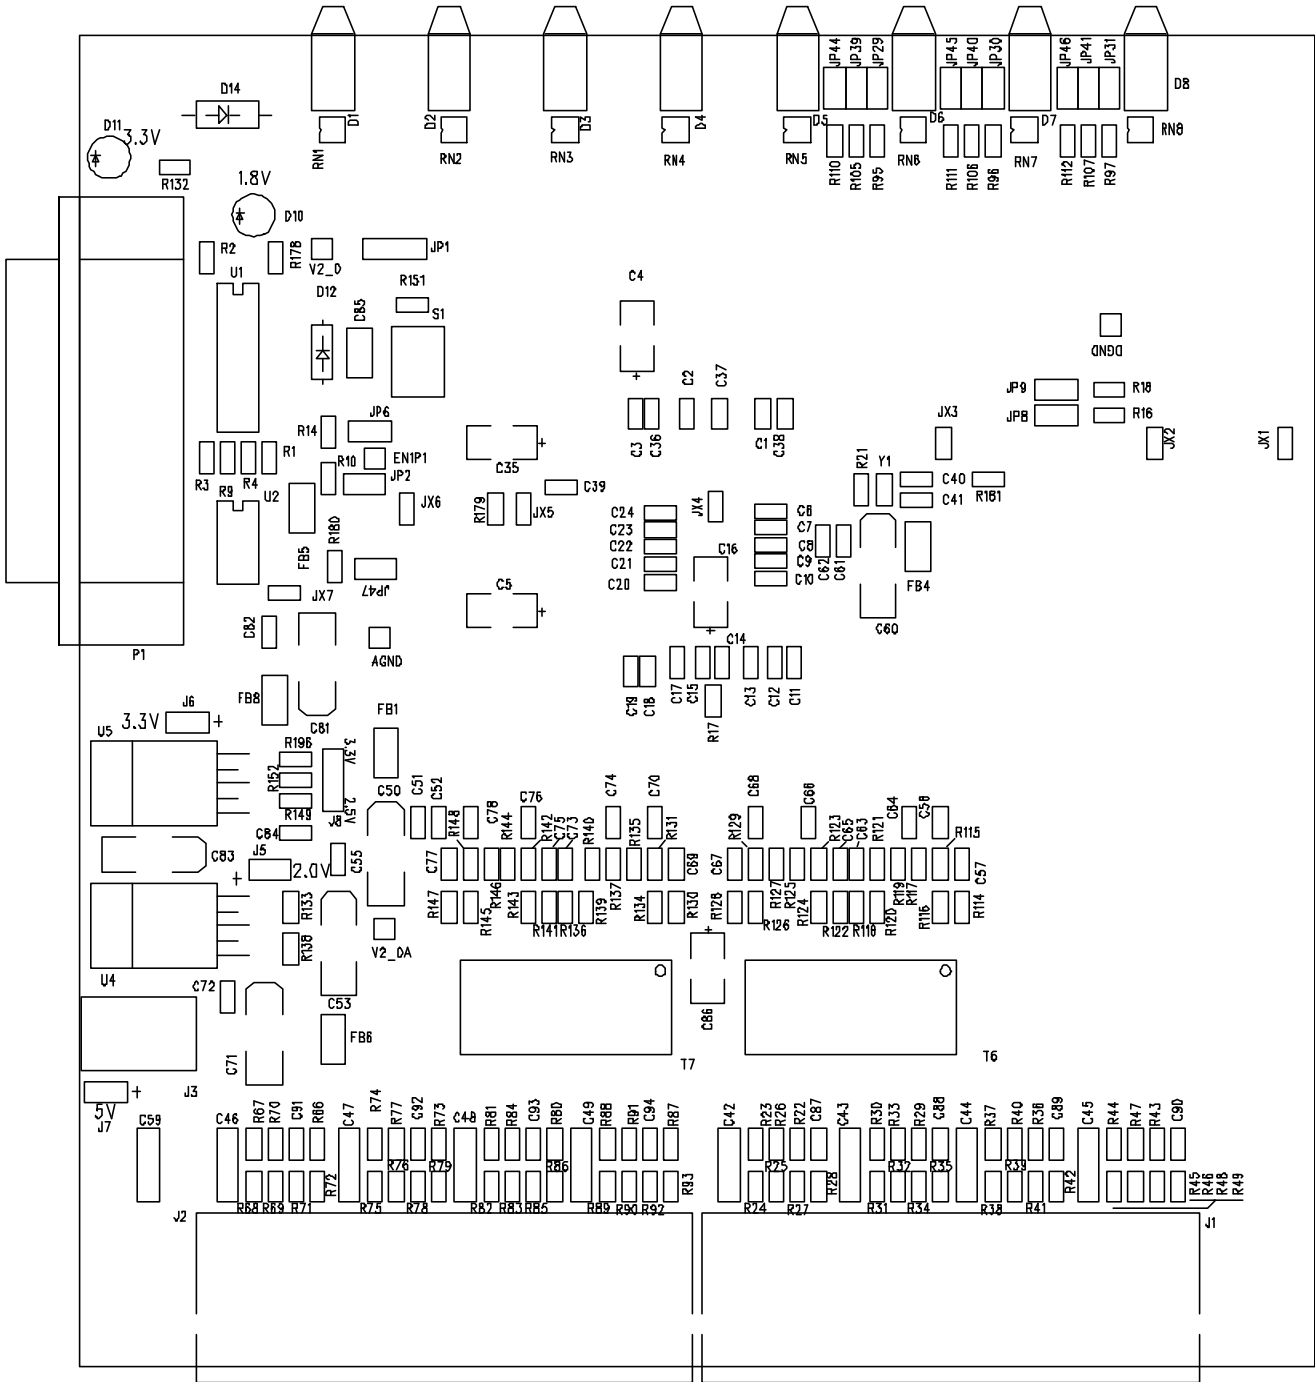 JP44 JP39 JP29 JP45 JP40 JP30 JP46 JP41 JP31
D14
D8
D11
3.3V
D1 D2 D3 D4 D5 D6 D7
RN1 RN2 RN3 RN4 RN5 RN6 RN7 RN8
R132
R110 R105 R95 R111 R106 R96 R112 R107 R97
1.8V
D10
R2 R178 JP1
U1 V2_D
R151 C4
D12 C85 S1
DGND
C2 C37
JP9 R18
JP6 JX3 JP8 R16
R14
C3 C36 C1 C38 JX2 JX1
R1 EN1P1 C35
R3 R9 R4 R10 JP2 R21 Y1 C40
U2 JX6 R179 JX5 C39 JX4 C41 R181
C24 C6
C23 C7
R180 C22 C8
FB5 C21 C16 C9 C62 C61
JP47 C20 C10 FB4
JX7 C5
C82 C60
P1 AGND C14
C19 C18 C17 C15 C13 C12 C11
FB8 J6 FB1 R17
3.3V +
U5 C81
R196 3.3V
R152
R149 2.5V C50 C51 C52 C76 C74 C70 C68 C66
C84 J8 R148 C78 R144 R142 C75 C73 R140 R135 R131 R129 R123 C65 C63 R121 C64 C58 R115
C83 J5 2.0V C55 C77 C69 C67 C57
R133 R147 R145 R146 R143 R139 R137 R134 R130 R128 R127 R125 R124 R119 R117 R116 R114
R138 R141 R136 R126 R122 R118 R120
V2_DA
U4 C72 C53 C86
FB6 T7 T6
J3 C71
5V
J7 C59 C46 R67 R70 C91 R66 C47 R74 R77 C92 R73 C48 R81 R84 C93 R80 C49 R88 R91 C94 R87 C42 R23 R26 R22 C87 C43 R30 R33 R29 C88 C44 R37 R40 R36 C89 C45 R44 R47 R43 C90
R72 R76 R79 R86 R93 R25 R28 R32 R35 R39 R42 R45 R46 R48 R49
J2 R68 R69 R71 R75 R78 R82 R83 R85 R89 R90 R92 R24 R27 R31 R34 R38 R41 J1